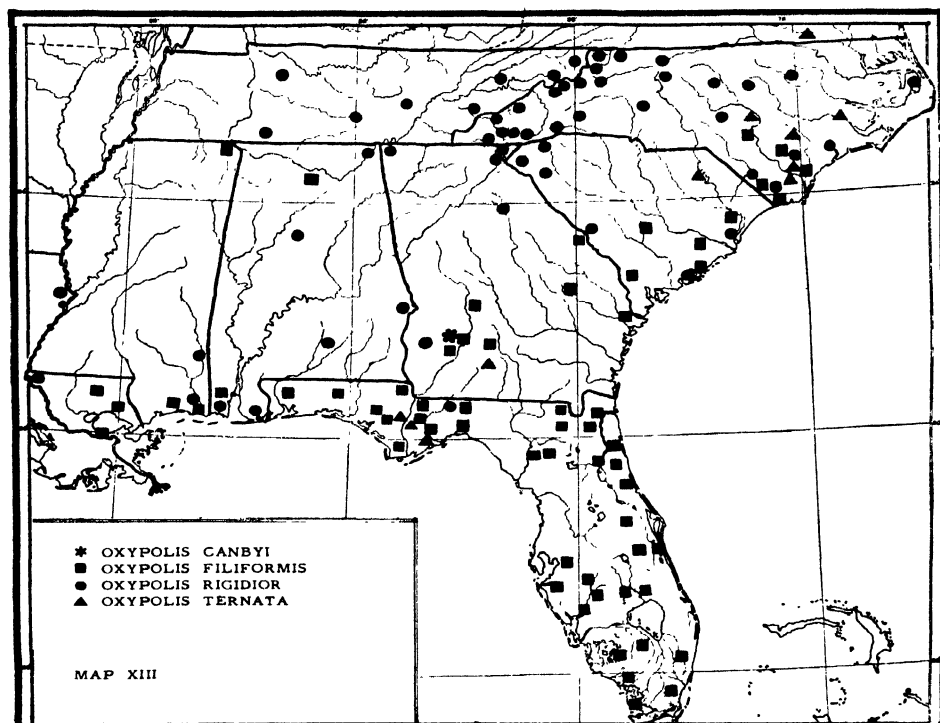 * OXYPOLIS CANBYI
■ OXYPOLIS FILIFORMIS
● OXYPOLIS RIGIDIOR
▲ OXYPOLIS TERNATA
MAP XIII